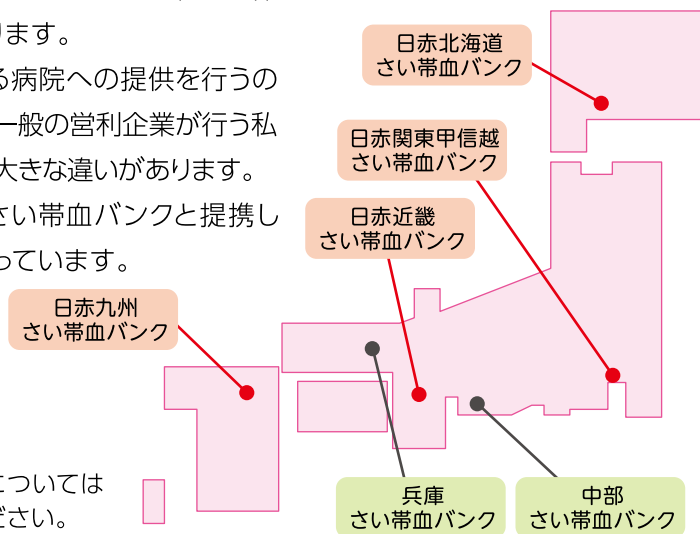 ります。
る病院への提供を行うの
一般の営利企業が行う私
大きな違いがあります。
さい帯血バンクと提携し
っています。
日赤北海道
さい帯血バンク
日赤関東甲信越
さい帯血バンク
日赤近畿
さい帯血バンク
日赤九州
さい帯血バンク
については
ださい。
兵庫
さい帯血バンク
中部
さい帯血バンク